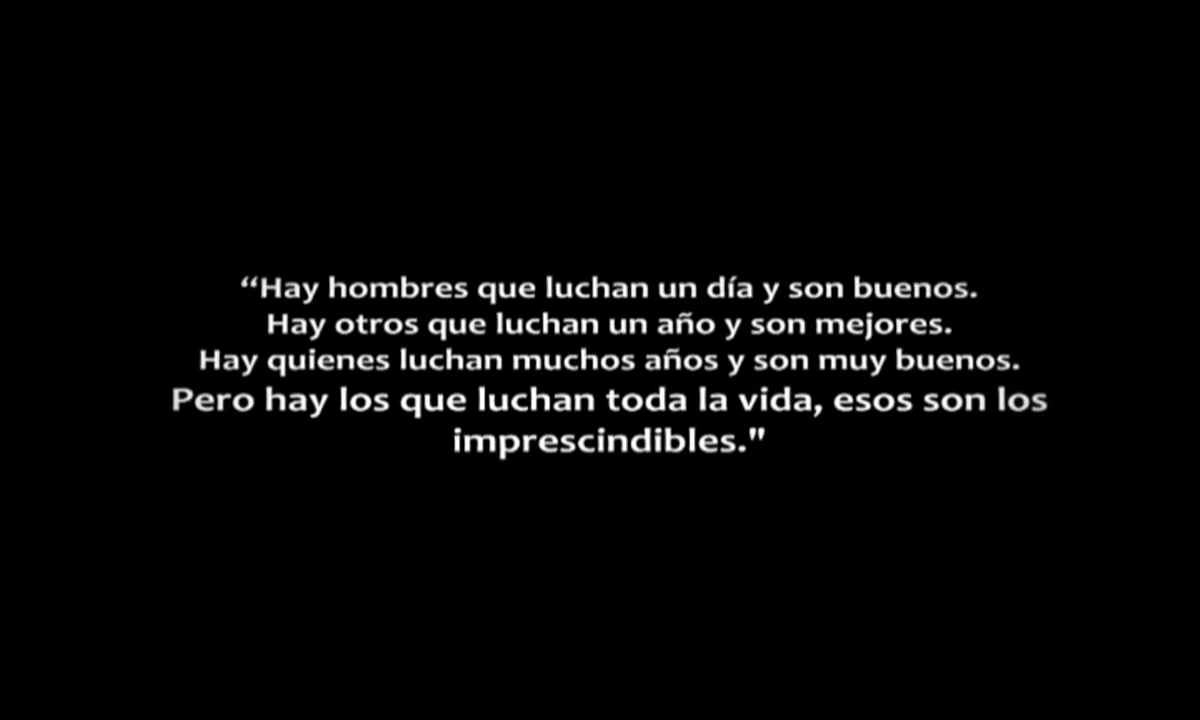 “Hay hombres que luchan un día y son buenos.
Hay otros que luchan un año y son mejores.
Hay quienes luchan muchos años y son muy buenos.
Pero hay los que luchan toda la vida, esos son los
imprescindibles."